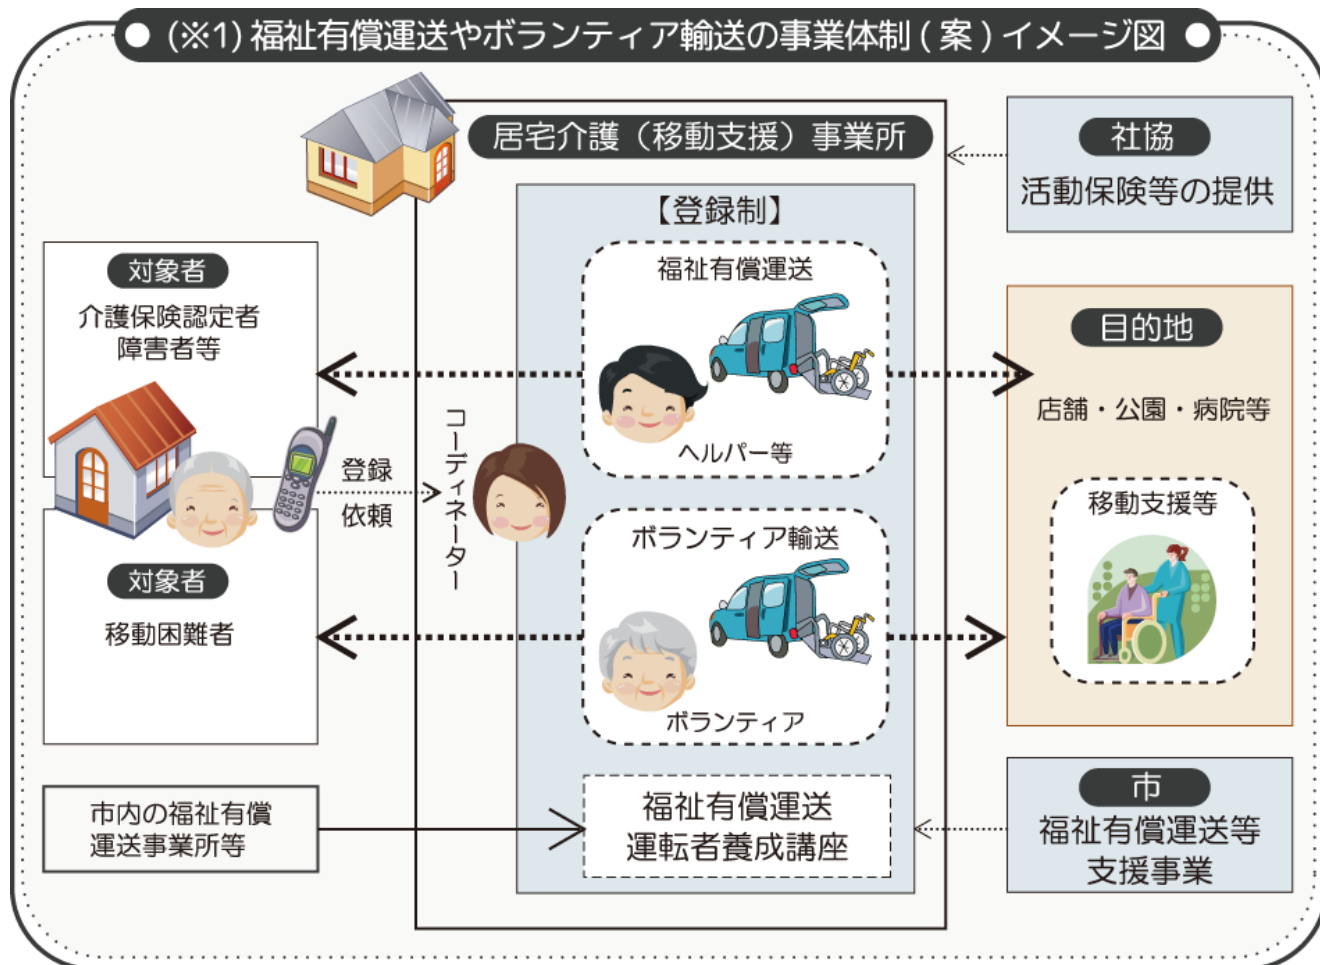 (※1) 福祉有償運送やボランティア輸送の事業体制 ( 案 ) イメージ図
居宅介護（移動支援）事業所
【登録制】
福祉有償運送
ヘルパー等
ボランティア輸送
ボランティア
福祉有償運送
運転者養成講座
対象者
介護保険認定者
障害者等
登録
依頼
コーディネーター
対象者
移動困難者
市内の福祉有償
運送事業所等
社協
活動保険等の提供
目的地
店舗・公園・病院等
移動支援等
市
福祉有償運送等
支援事業